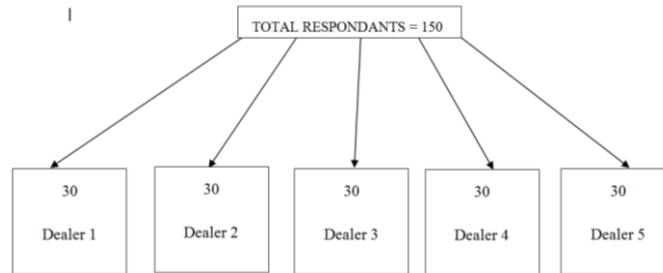 TOTAL RESPONDANTS = 150
30
Dealer 1
30
Dealer 2
30
Dealer 3
30
Dealer 4
30
Dealer 5